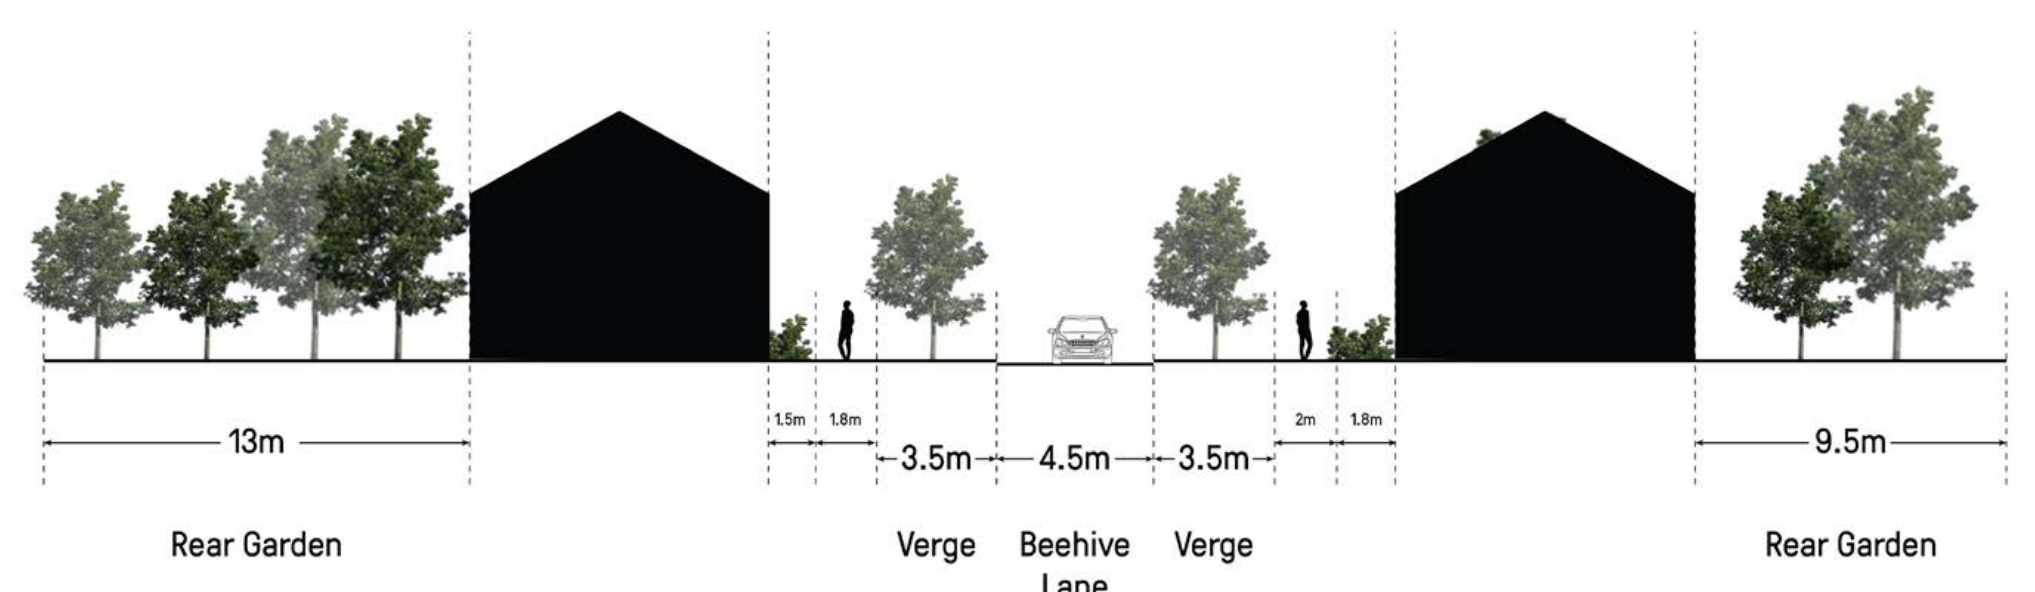 1.5m 1.8m 2m 1.8m
13m 3.5m 4.5m 3.5m 9.5m
Rear Garden Verge Beehive Verge Rear Garden
Lane